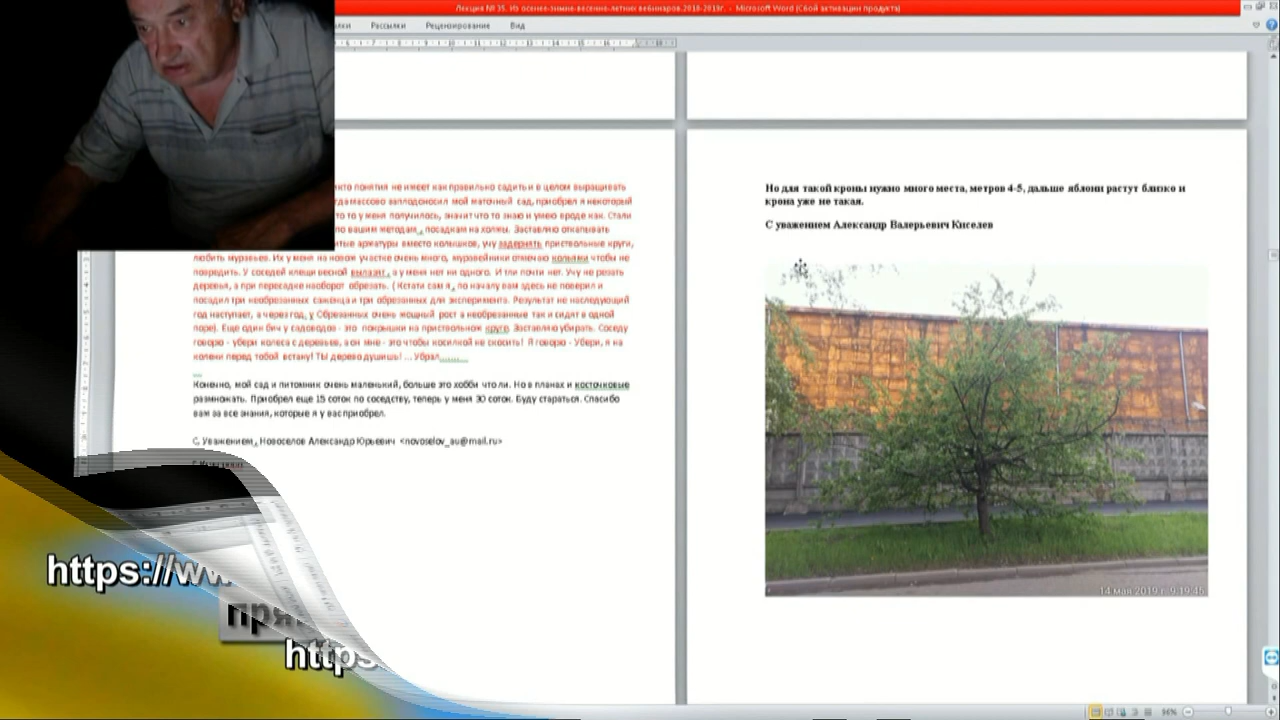 Лекция № 35. Из осенне-зимне-весенне-летних вебинаров.2018-2019г. - Microsoft Word (Сбой активации продукта)
Рассылки Рецензирование Вид
понятия не имеет как правильно садить и в целом выращивать
массово плодоносил мой маточный сад, приобрел я некоторый
то у меня получилось, значит что то знаю и умею вроде как. Стали
по вашим методам, посадкам на холмы. Заставляю откапывать
арматуры вместо колышков, учу задернять приствольные круги,
любить муравьев. Их у меня на новом участке очень много, муравейники отмечаю кольями чтобы не
повредить. У соседей клещи весной вылазят, а у меня нет ни одного. И тли почти нет. Учу не резать
деревья, а при пересадке наоборот обрезать. ( Кстати сам я, по началу вам здесь не поверил и
посадил три необрезанных саженца и три обрезанных для эксперимента. Результат не наследующий
год наступает, а через год, у Обрезанных очень мощный рост а необрезанные так и сидят в одной
поре). Еще один бич у садоводов - это покрышки на приствольном круге. Заставляю убирать. Соседу
говорю - убери колеса с деревьев, а он мне - это чтобы косилкой не скосить! Я говорю - Убери, я на
колени перед тобой встану! ТЫ дерево душишь! ... Убрал.........
Конечно, мой сад и питомник очень маленький, больше это хобби что ли. Но в планах и косточковые
размножать. Приобрел еще 15 соток по соседству, теперь у меня 30 соток. Буду стараться. Спасибо
вам за все знания, которые я у вас приобрел.
С, Уважением, Новоселов Александр Юрьевич <novoselov_au@mail.ru>
Но для такой кроны нужно много места, метров 4-5, дальше яблони растут близко и
крона уже не такая.
С уважением Александр Валерьевич Киселев
14 мая 2019 г. 9:19:45
96%
https://ww
пря
https